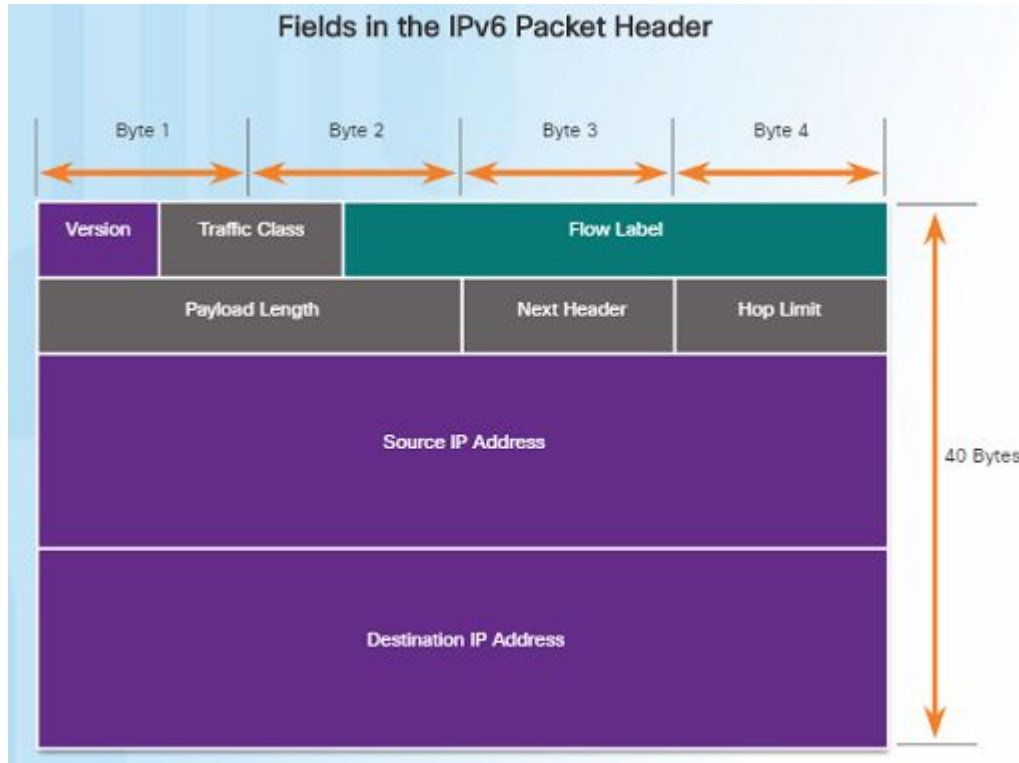 Fields in the IPv6 Packet Header
Byte 1
Byte 2
Byte 3
Byte 4
Version
Traffic Class
Flow Label
Payload Length
Next Header
Hop Limit
Source IP Address
40 Bytes
Destination IP Address